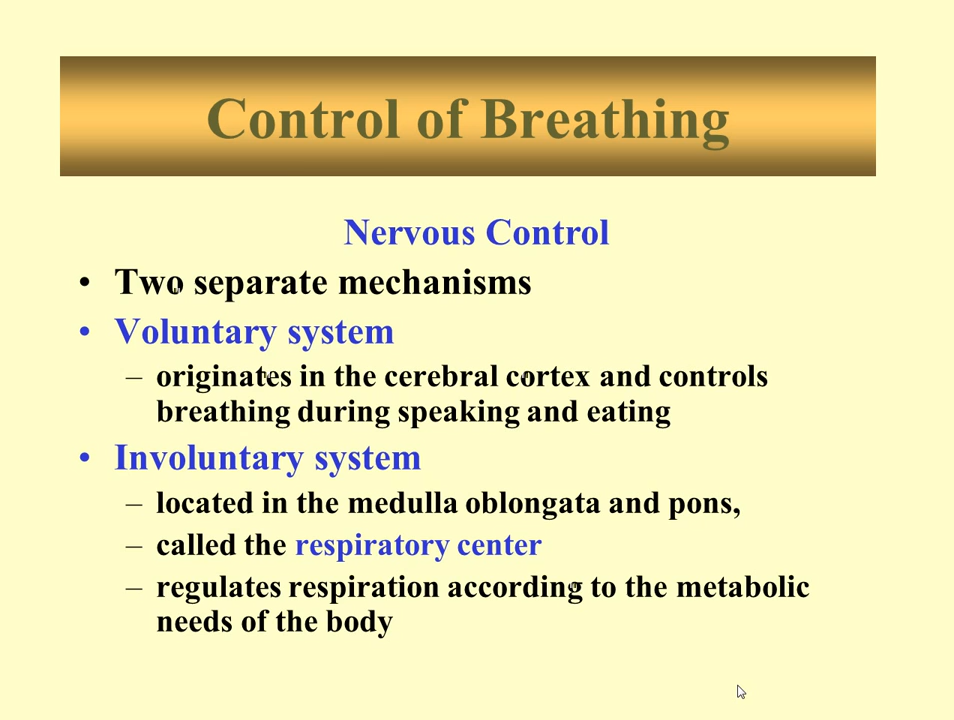 Control of Breathing
Nervous Control
• Two separate mechanisms
• Voluntary system
– originates in the cerebral cortex and controls
breathing during speaking and eating
• Involuntary system
– located in the medulla oblongata and pons,
– called the respiratory center
– regulates respiration according to the metabolic
needs of the body